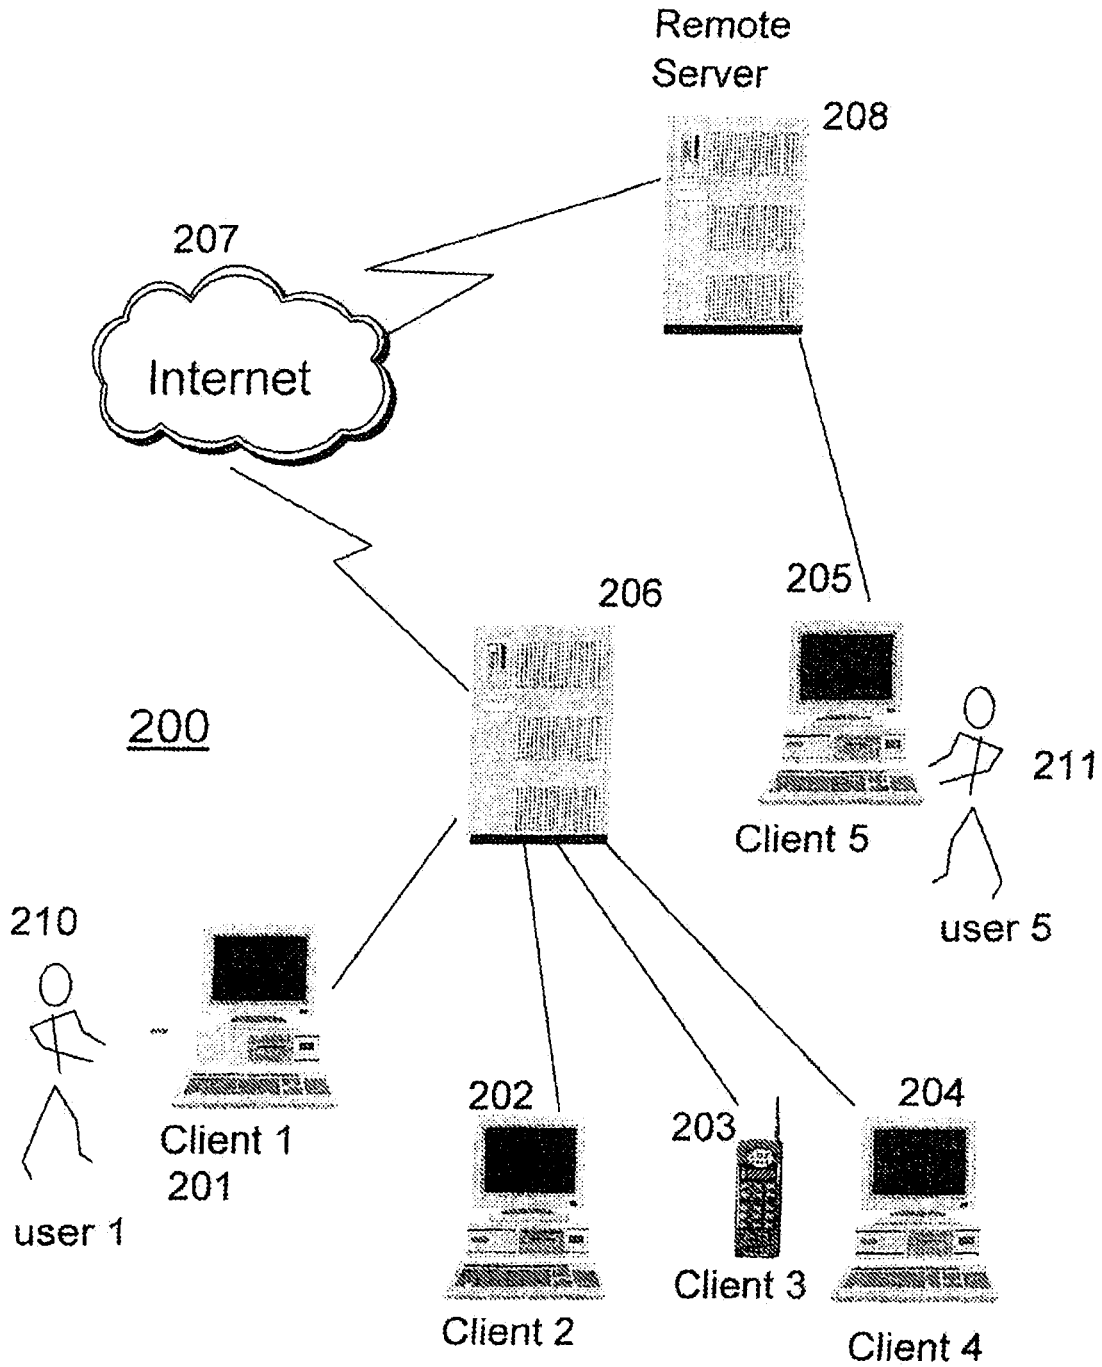 Remote
Server
208
207
Internet
205
206
200
211
Client 5
user 5
210
Client 1
201
user 1
202
203
204
Client 2
Client 3
Client 4